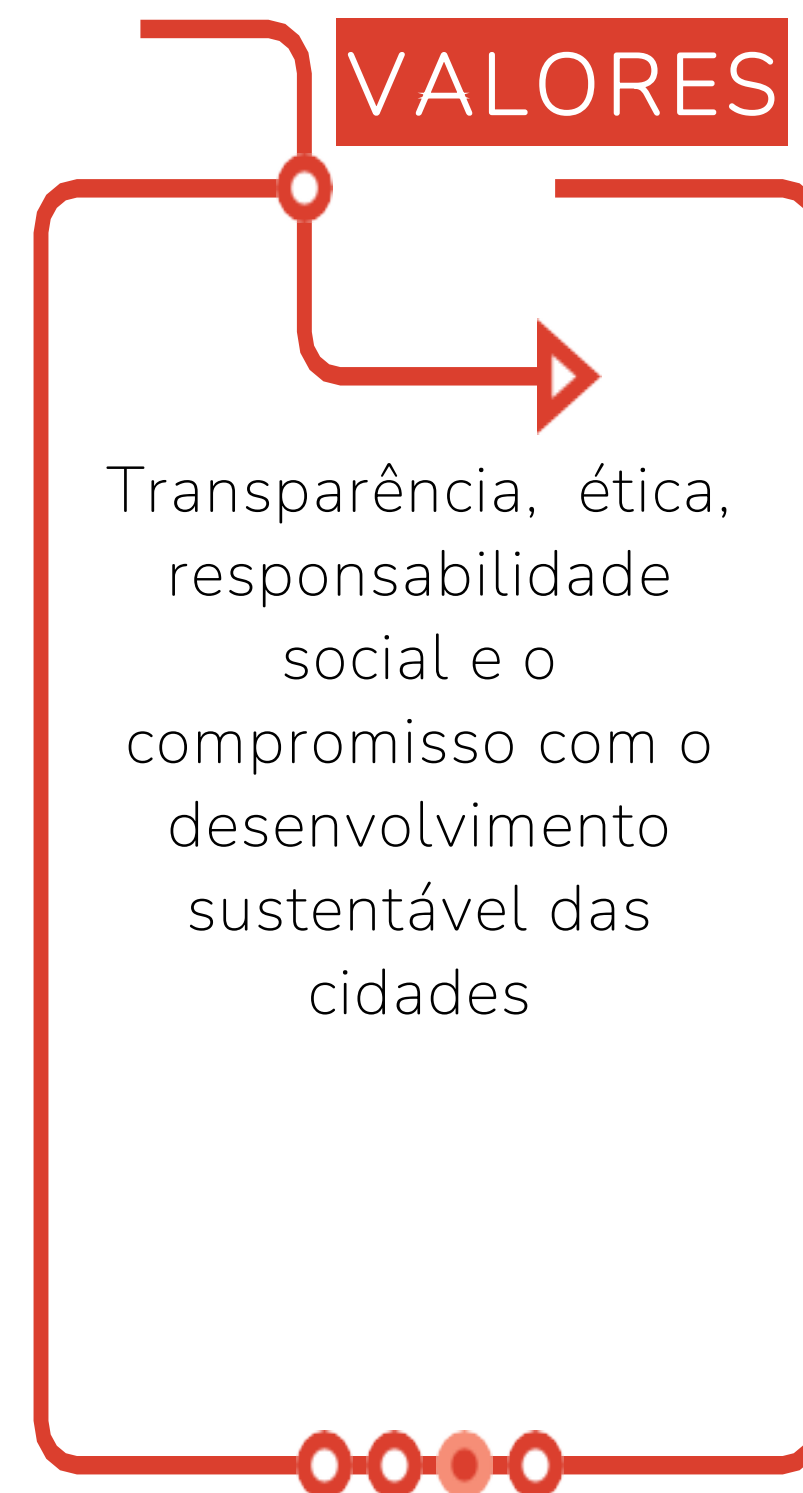 VALORES
Transparência, ética,
responsabilidade
social e o
compromisso com o
desenvolvimento
sustentável das
cidades